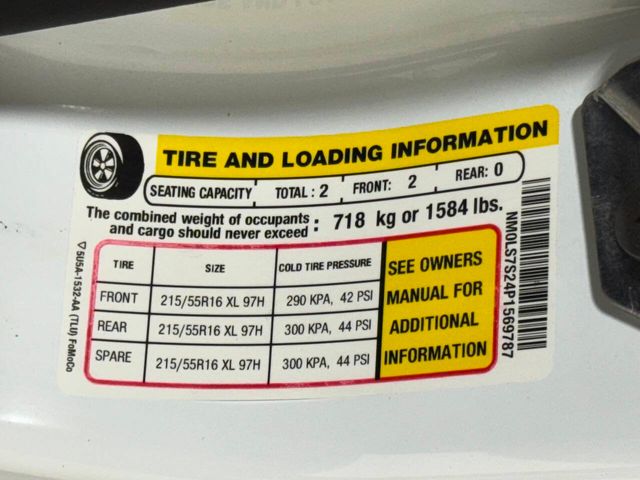 TIRE AND LOADING INFORMATION
SEATING CAPACITY TOTAL : 2 FRONT: 2 REAR: 0
The combined weight of occupants
and cargo should never exceed : 718 kg or 1584 lbs.
TIRE SIZE COLD TIRE PRESSURE
FRONT 215/55R16 XL 97H 290 KPA, 42 PSI
REAR 215/55R16 XL 97H 300 KPA, 44 PSI
SPARE 215/55R16 XL 97H 300 KPA, 44 PSI
SEE OWNERS
MANUAL FOR
ADDITIONAL
INFORMATION
5U5A-1532-AA (TLU) FoMoCo
NM0LS7S24P1569787